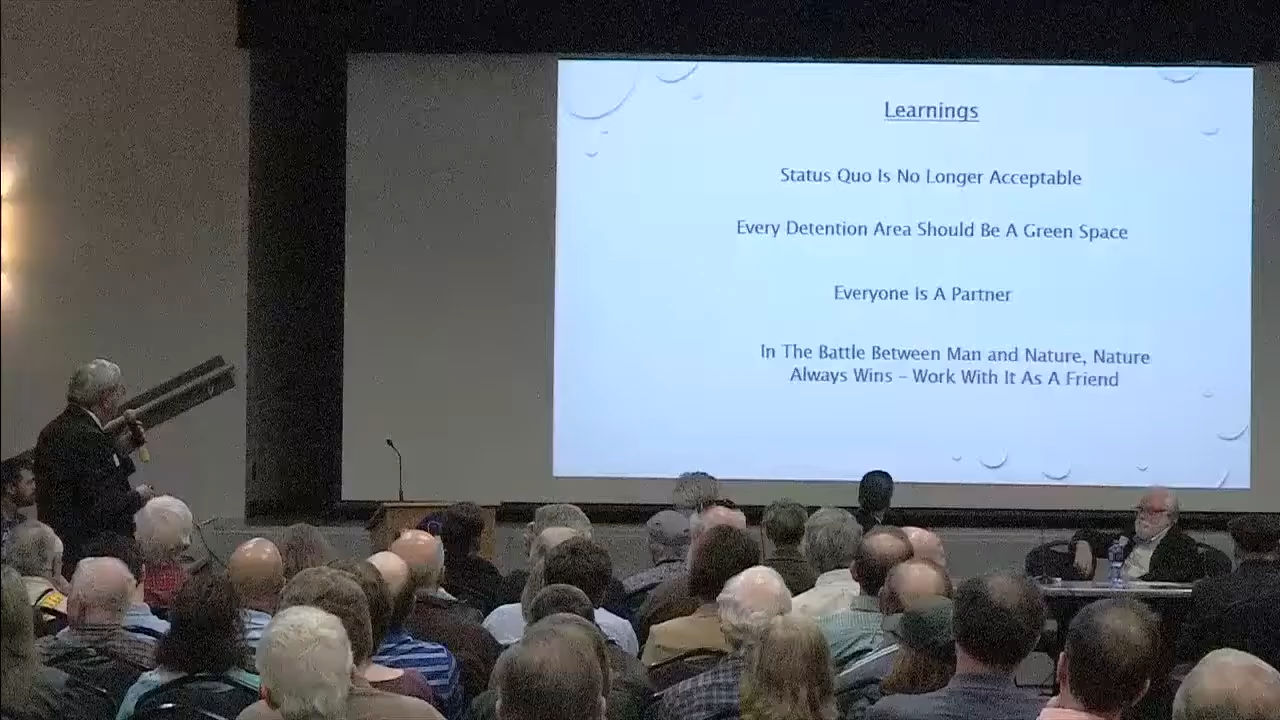 Learnings
Status Quo Is No Longer Acceptable
Every Detention Area Should Be A Green Space
Everyone Is A Partner
In The Battle Between Man and Nature, Nature
Always Wins – Work With It As A Friend